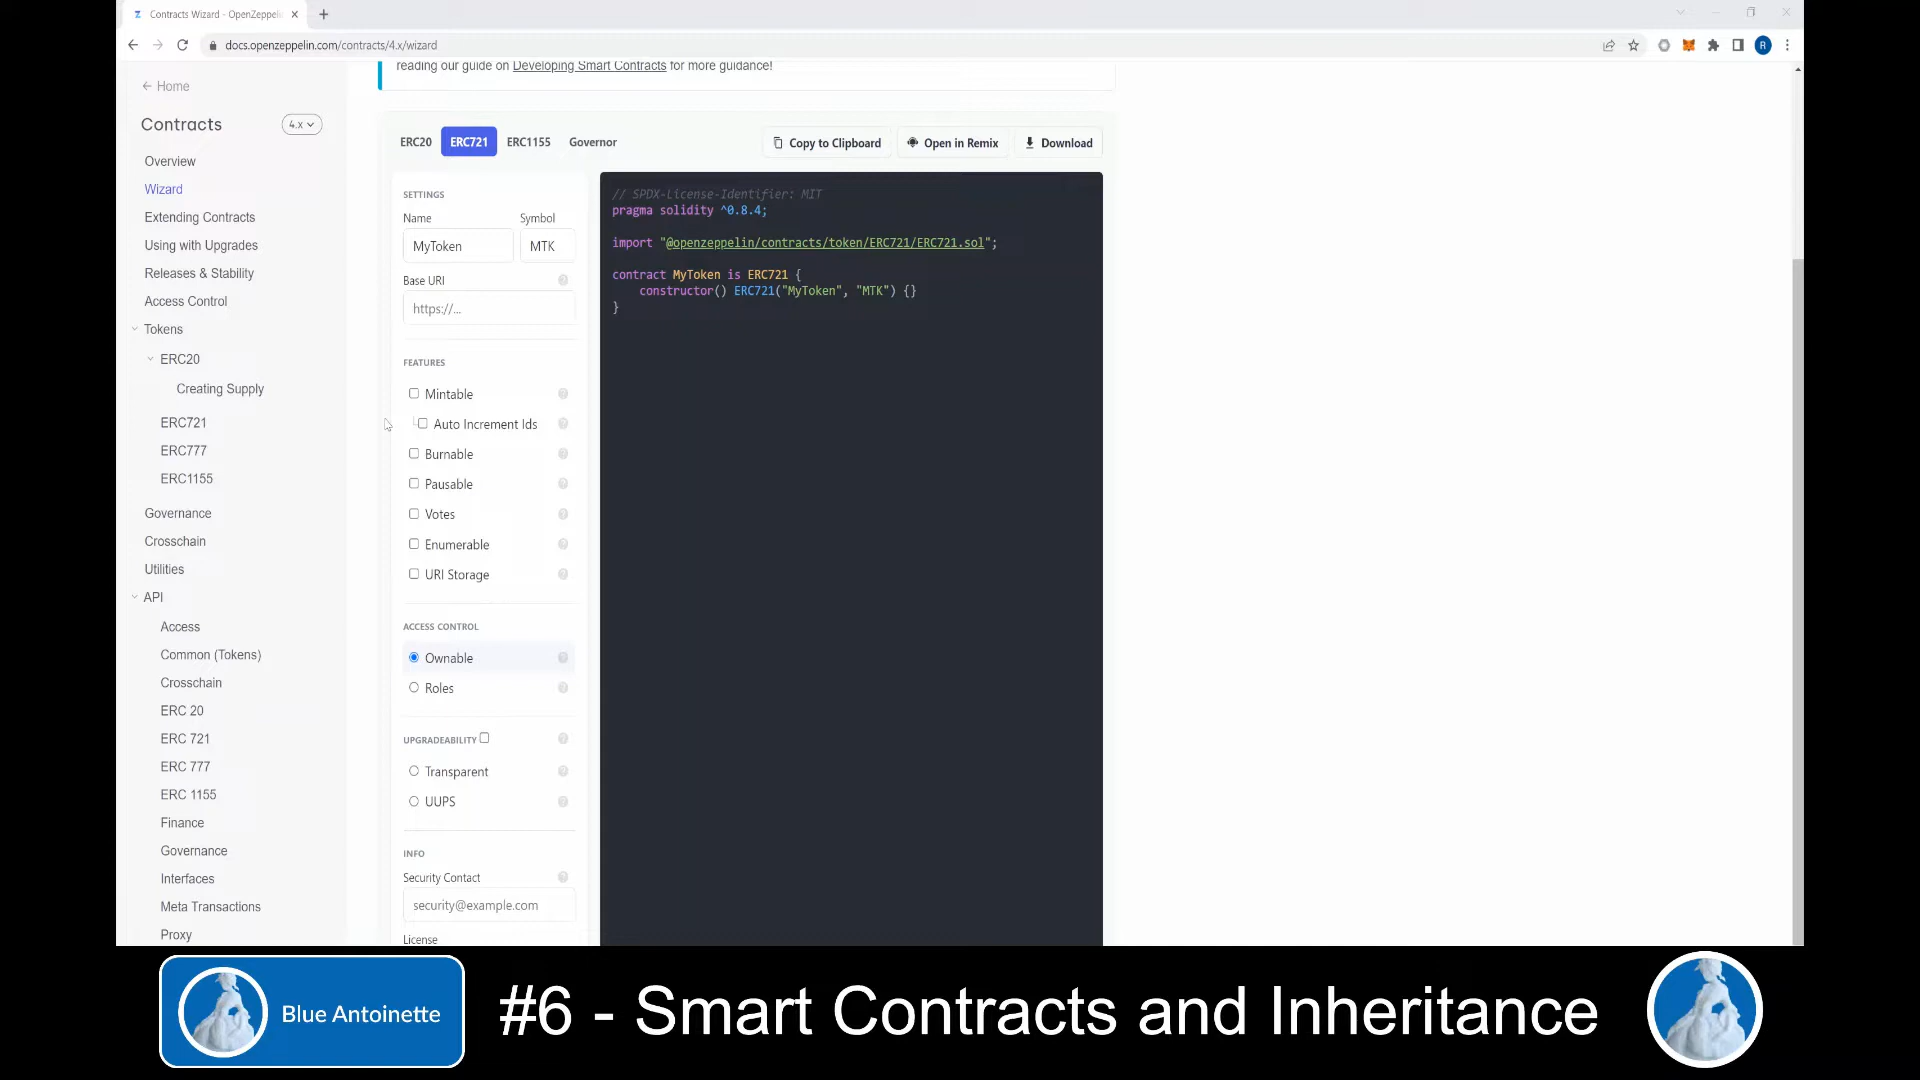 Contracts Wizard - OpenZeppeli
docs.openzeppelin.com/contracts/4.x/wizard
R
reading our guide on Developing Smart Contracts for more guidance!
← Home
Contracts
4.x
Overview
Wizard
Extending Contracts
Using with Upgrades
Releases & Stability
Access Control
Tokens
ERC20
Creating Supply
ERC721
ERC777
ERC1155
Governance
Crosschain
Utilities
API
Access
Common (Tokens)
Crosschain
ERC 20
ERC 721
ERC 777
ERC 1155
Finance
Governance
Interfaces
Meta Transactions
Proxy
ERC20 ERC721 ERC1155 Governor
Copy to Clipboard Open in Remix Download
SETTINGS
Name Symbol
MyToken MTK
Base URI ?
https://...
FEATURES
Mintable ?
Auto Increment Ids ?
Burnable ?
Pausable ?
Votes ?
Enumerable ?
URI Storage ?
ACCESS CONTROL
Ownable ?
Roles ?
UPGRADEABILITY ?
Transparent ?
UUPS ?
INFO
Security Contact ?
security@example.com
License
// SPDX-License-Identifier: MIT
pragma solidity ^0.8.4;
import "@openzeppelin/contracts/token/ERC721/ERC721.sol";
contract MyToken is ERC721 {
constructor() ERC721("MyToken", "MTK") {}
}
Blue Antoinette
#6 - Smart Contracts and Inheritance